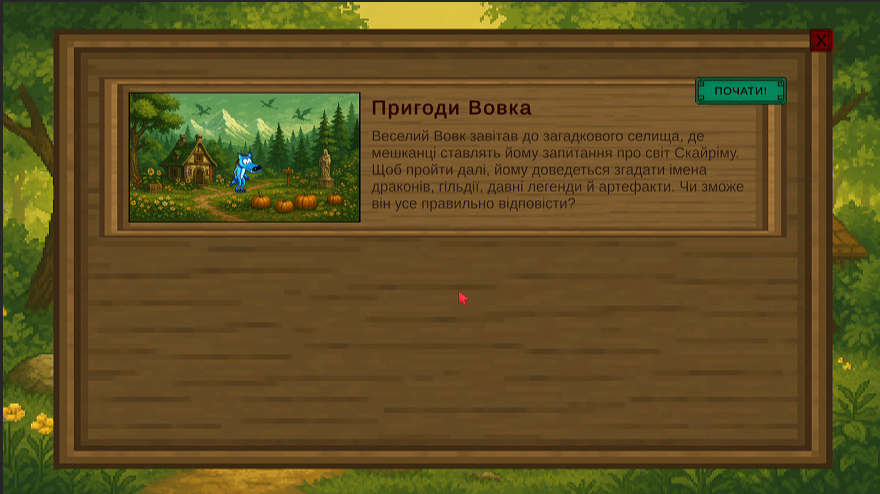 X
ПОЧАТИ!
Пригоди Вовка
Веселий Вовк завітав до загадкового селища, де
мешканці ставлять йому запитання про світ Скайріму.
Щоб пройти далі, йому доведеться згадати імена
драконів, гільдії, давні легенди й артефакти. Чи зможе
він усе правильно відповісти?